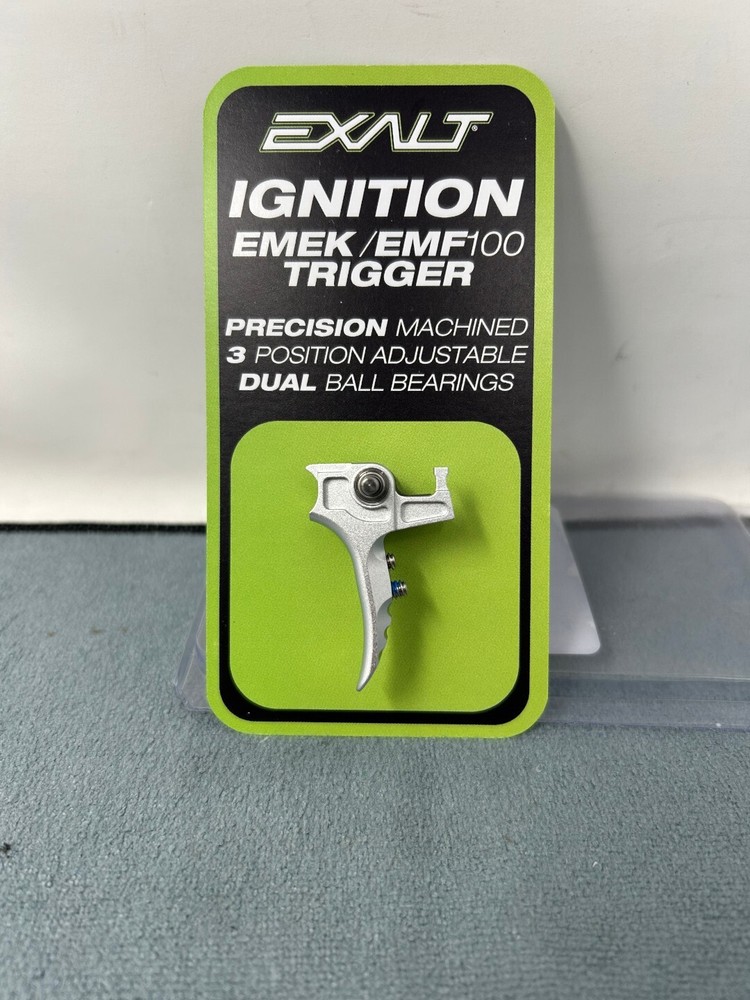 EXALT®
IGNITION
EMEK/EMF100
TRIGGER
PRECISION MACHINED
3 POSITION ADJUSTABLE
DUAL BALL BEARINGS